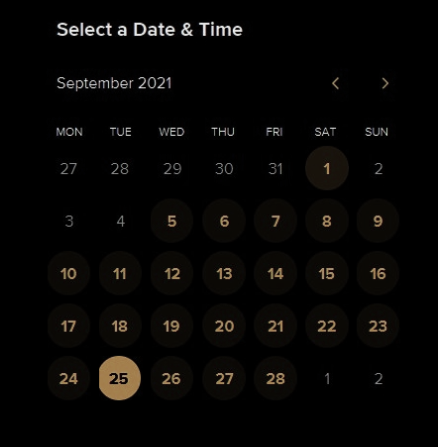 Select a Date & Time
September 2021
MON TUE WED THU FRI SAT SUN
27 28 29 30 31 1 2
3 4 5 6 7 8 9
10 11 12 13 14 15 16
17 18 19 20 21 22 23
24 25 26 27 28 1 2